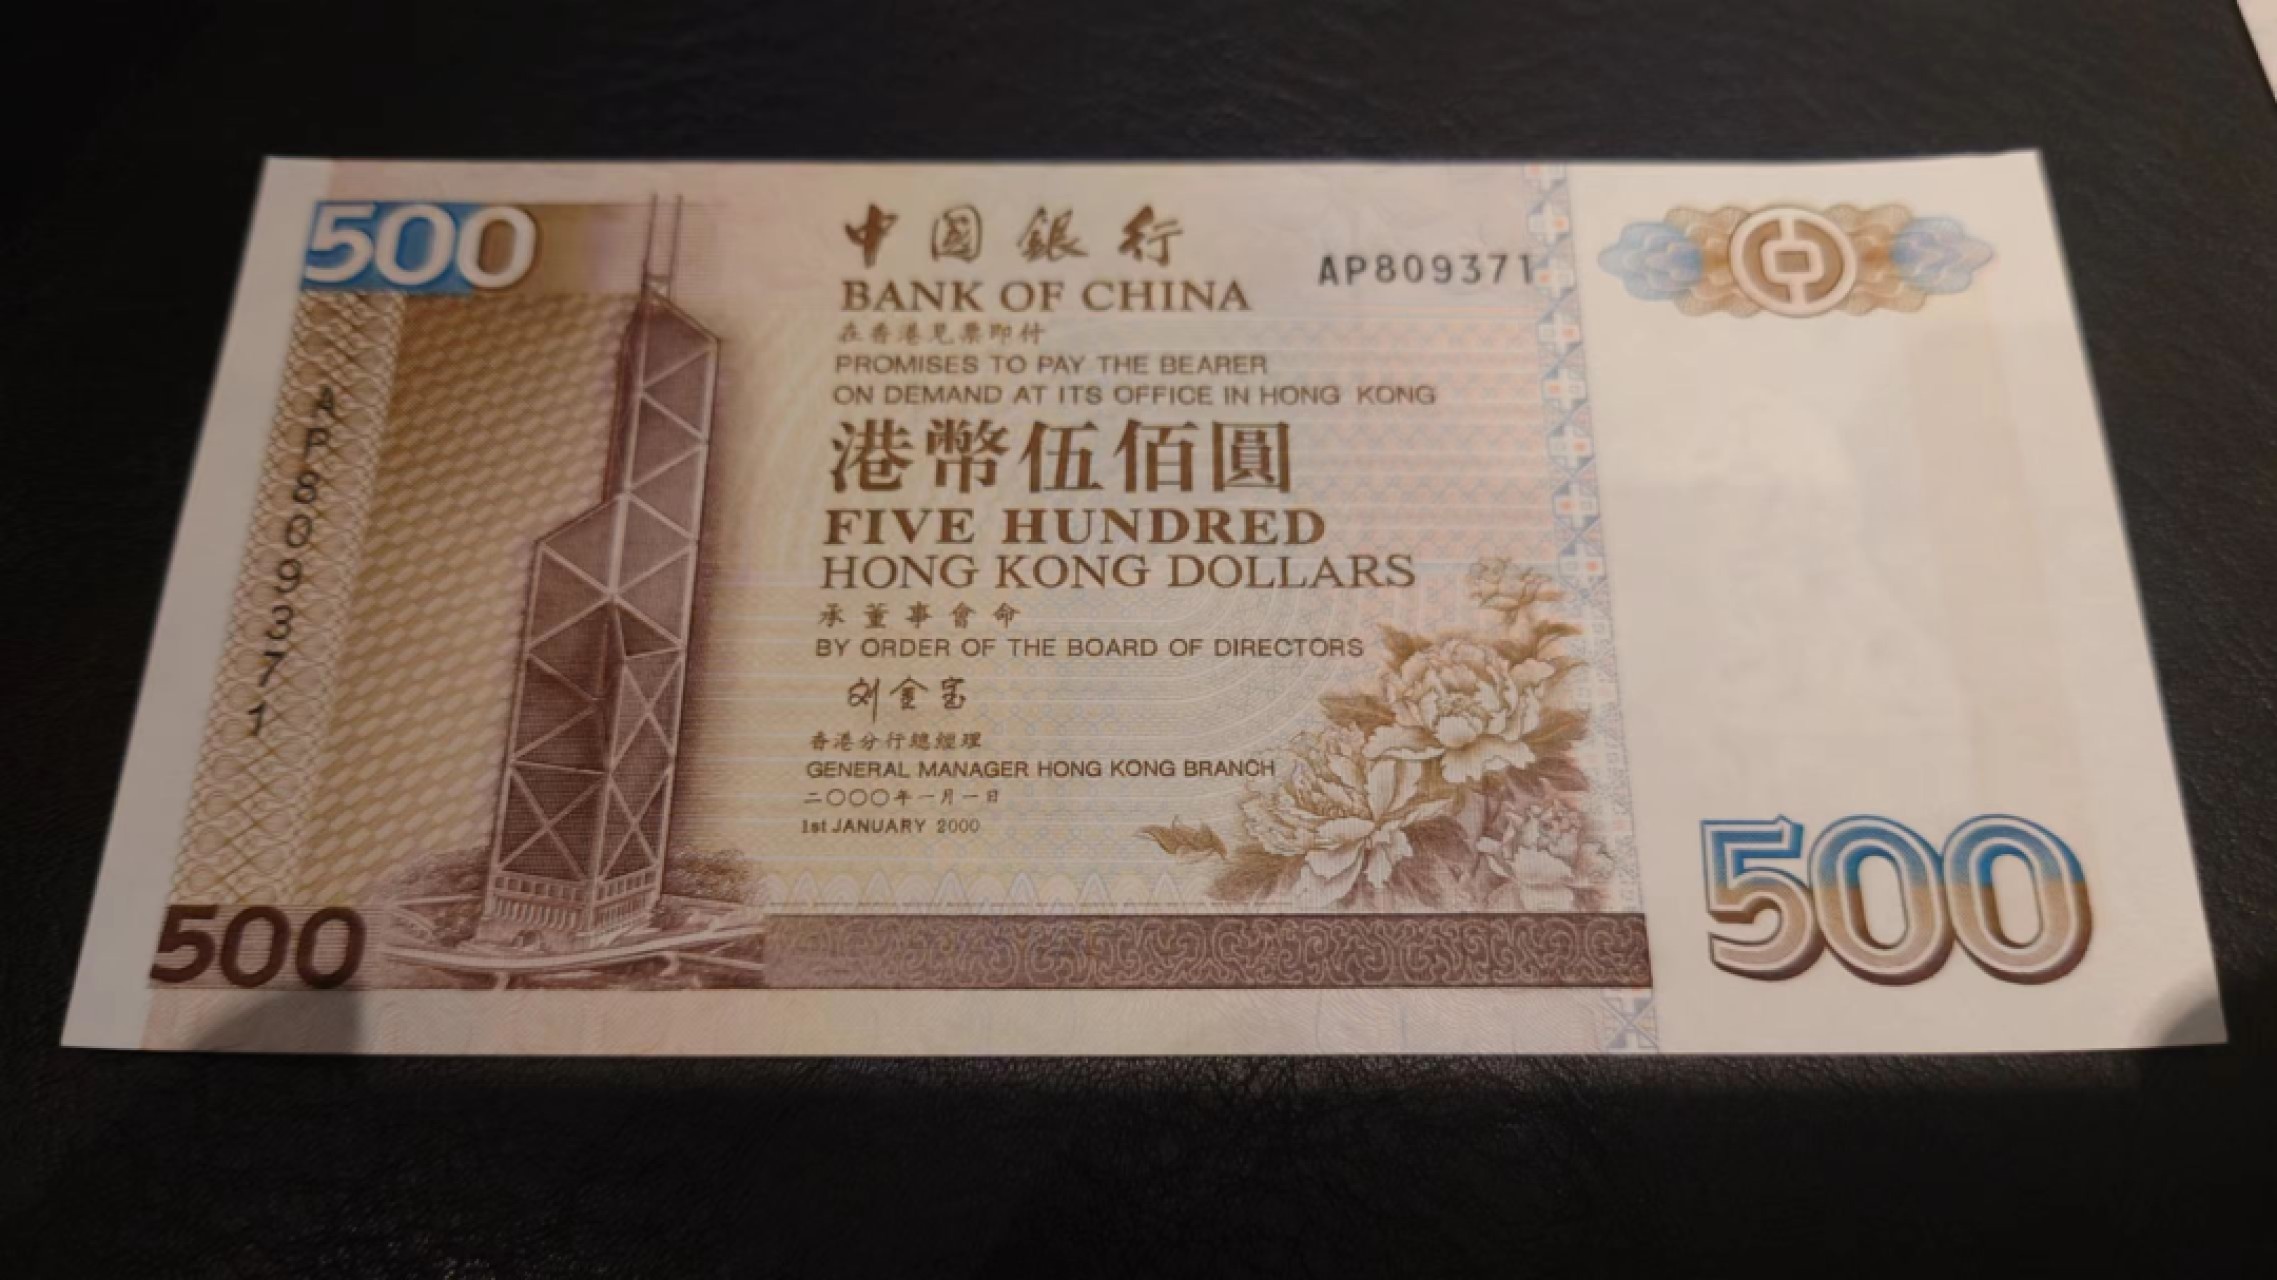 500
中國銀行
BANK OF CHINA
AP809371
在香港見票即付
PROMISES TO PAY THE BEARER
ON DEMAND AT ITS OFFICE IN HONG KONG
港幣伍佰圓
FIVE HUNDRED
HONG KONG DOLLARS
承董事會命
BY ORDER OF THE BOARD OF DIRECTORS
刘金宝
香港分行總經理
GENERAL MANAGER HONG KONG BRANCH
二〇〇〇年一月一日
1st JANUARY 2000
AP809371
500
500